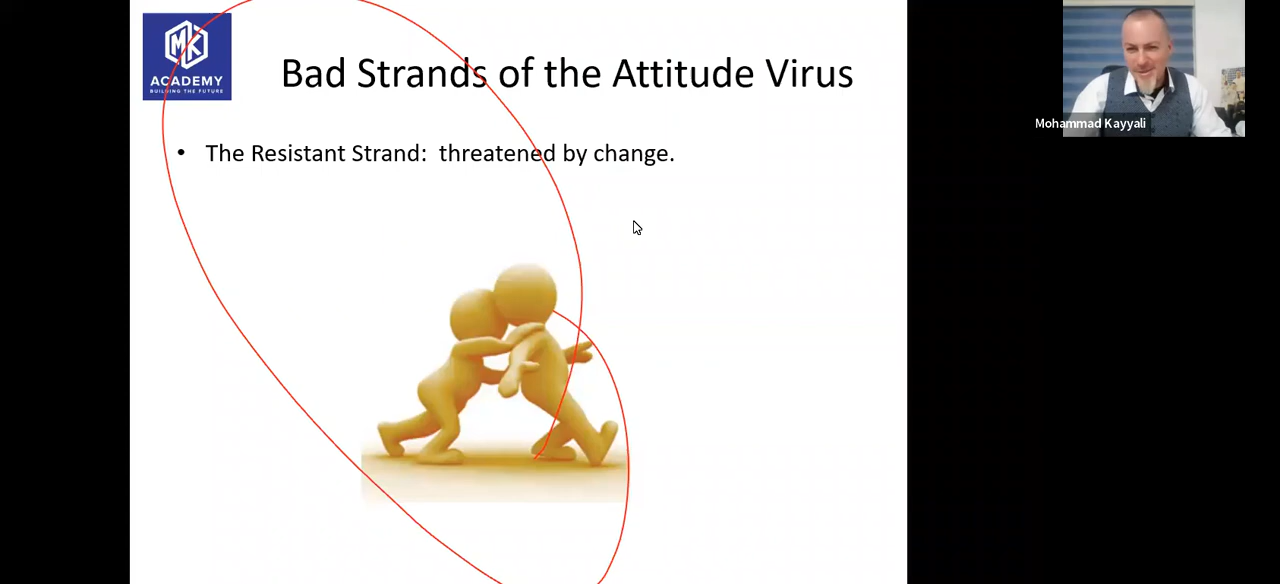 MK
ACADEMY
BUILDING THE FUTURE
Bad Strands of the Attitude Virus
• The Resistant Strand:  threatened by change.
Mohammad Kayyali